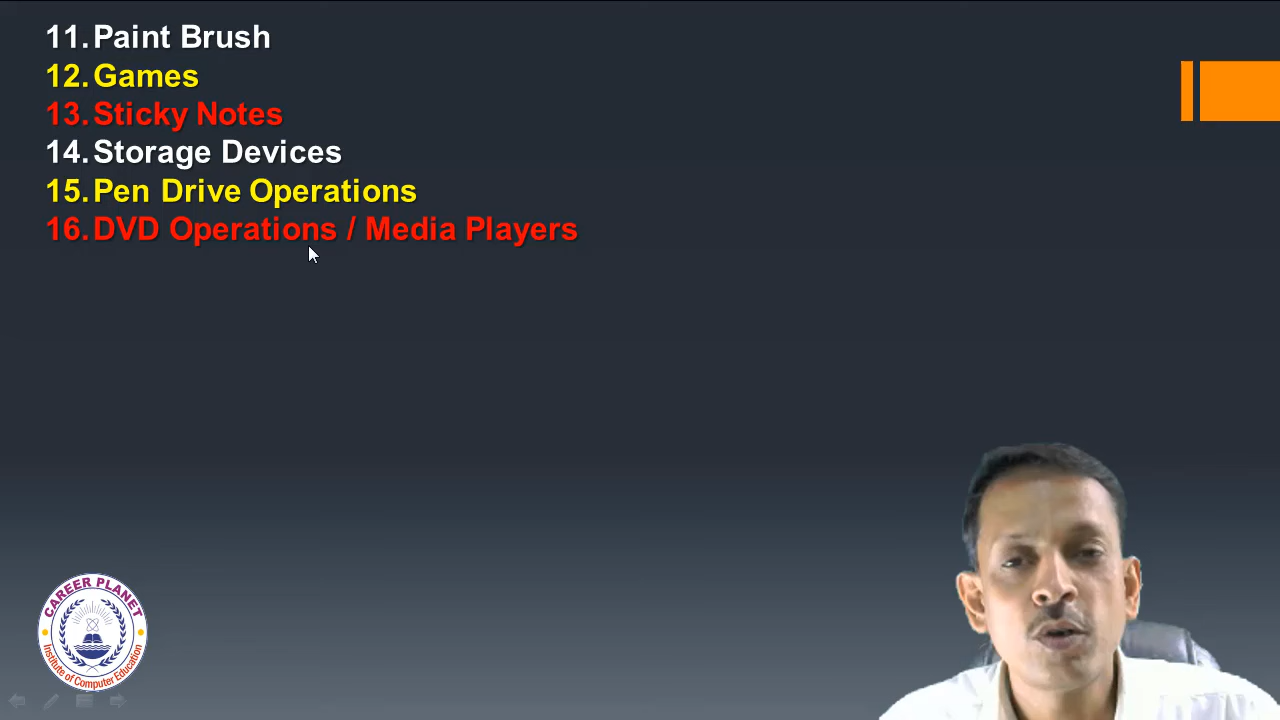 11. Paint Brush
12. Games
13. Sticky Notes
14. Storage Devices
15. Pen Drive Operations
16. DVD Operations / Media Players
CAREER PLANET
Institute of Computer Education